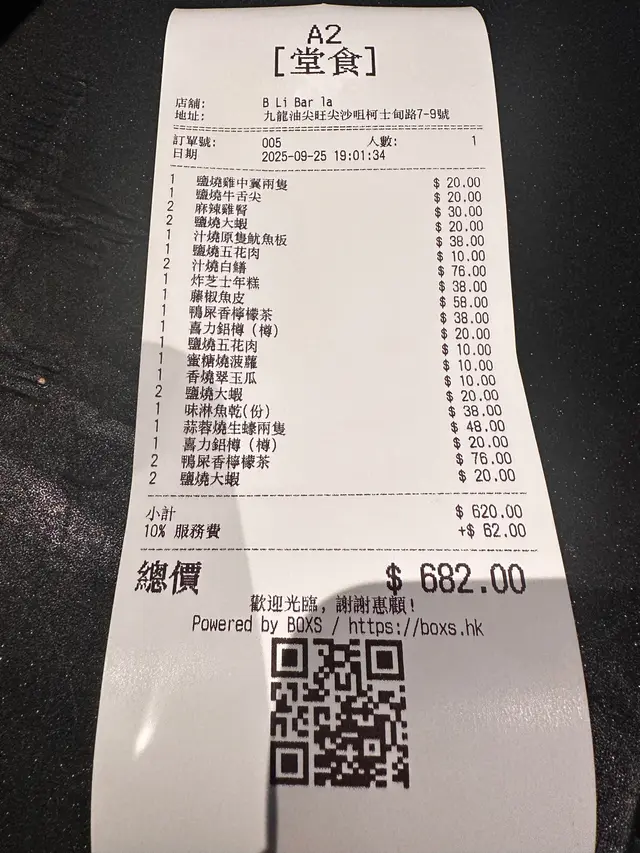 A2
[堂食]
店舖: B Li Bar 1a
地址: 九龍油尖旺尖沙咀柯士甸路7-9號
訂單號: 005 人數: 1
日期 2025-09-25 19:01:34
1 鹽燒雞中翼兩隻 $ 20.00
1 鹽燒牛舌尖 $ 20.00
2 麻辣雞腎 $ 30.00
2 鹽燒大蝦 $ 20.00
1 汁燒原隻魷魚板 $ 38.00
1 鹽燒五花肉 $ 10.00
2 汁燒白鱔 $ 76.00
1 炸芝士年糕 $ 38.00
1 藤椒魚皮 $ 58.00
1 鴨屎香檸檬茶 $ 38.00
1 喜力鋁樽 (樽) $ 20.00
1 鹽燒五花肉 $ 10.00
1 蜜糖燒菠蘿 $ 10.00
1 香燒翠玉瓜 $ 10.00
2 鹽燒大蝦 $ 20.00
1 味淋魚乾(份) $ 38.00
1 蒜蓉燒生蠔兩隻 $ 48.00
1 喜力鋁樽 (樽) $ 20.00
2 鴨屎香檸檬茶 $ 76.00
2 鹽燒大蝦 $ 20.00
小計 $ 620.00
10% 服務費 +$ 62.00
總價 $ 682.00
歡迎光臨, 謝謝惠顧!
Powered by BOXS / https://boxs.hk